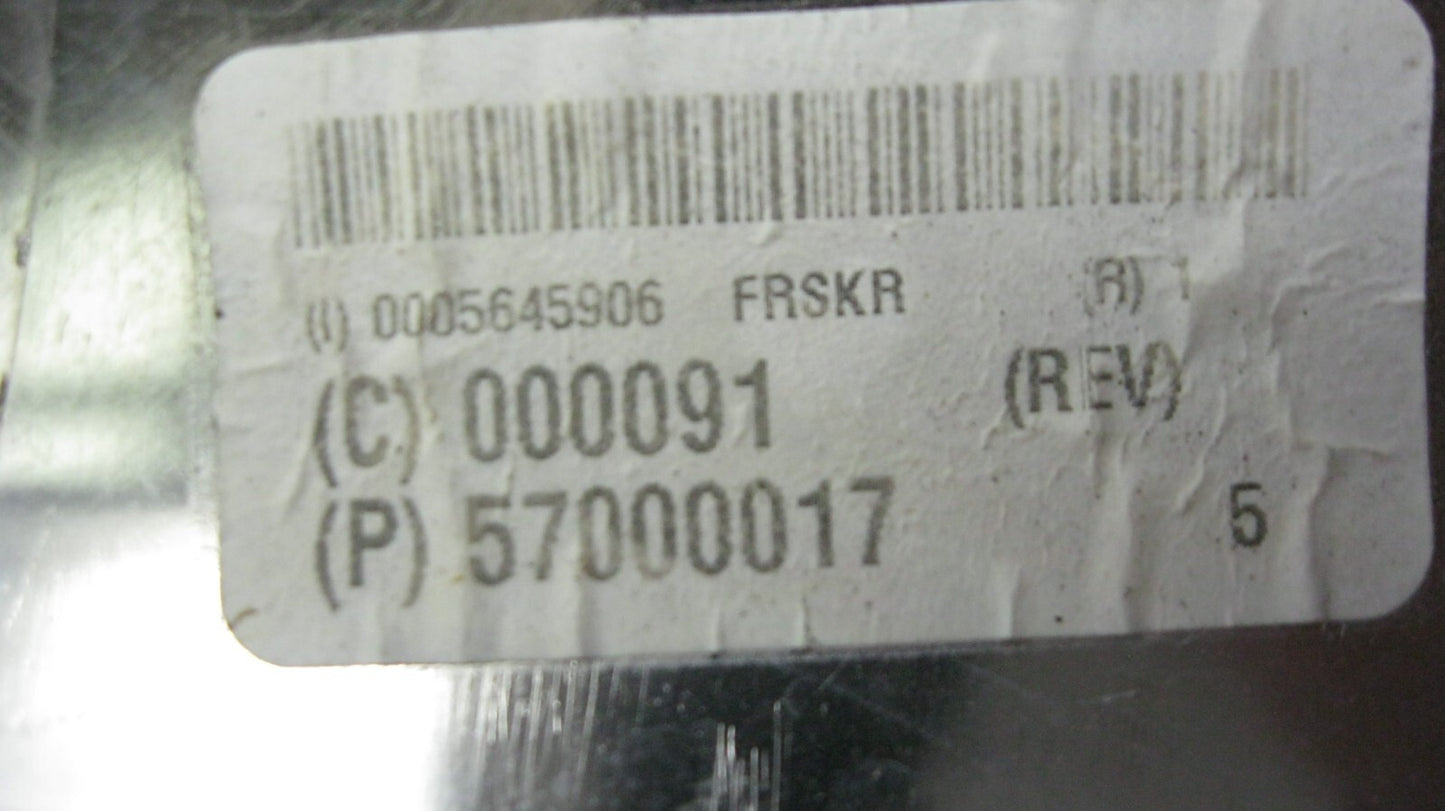 (I) 0005645906 FRSKR (R) 1
(C) 000091 (REV)
(P) 57000017 5